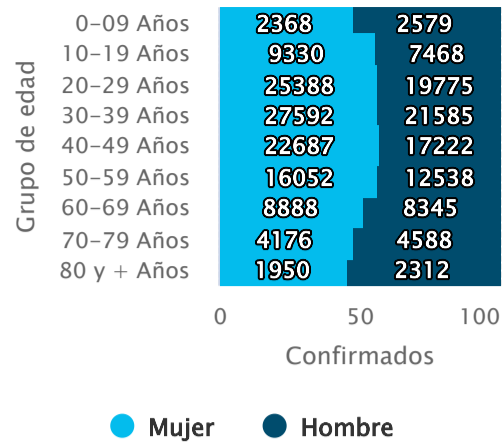 0-09 Años 2368 2579
10-19 Años 9330 7468
20-29 Años 25388 19775
30-39 Años 27592 21585
40-49 Años 22687 17222
50-59 Años 16052 12538
60-69 Años 8888 8345
70-79 Años 4176 4588
80 y + Años 1950 2312
Grupo de edad
0 50 100
Confirmados
Mujer Hombre